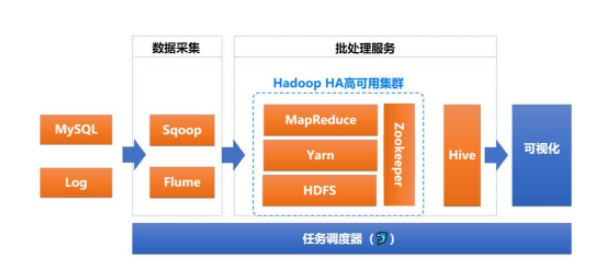 数据采集
批处理服务
Hadoop HA高可用集群
MySQL
Log
Sqoop
Flume
MapReduce
Yarn
HDFS
Zookeeper
Hive
可视化
任务调度器（）